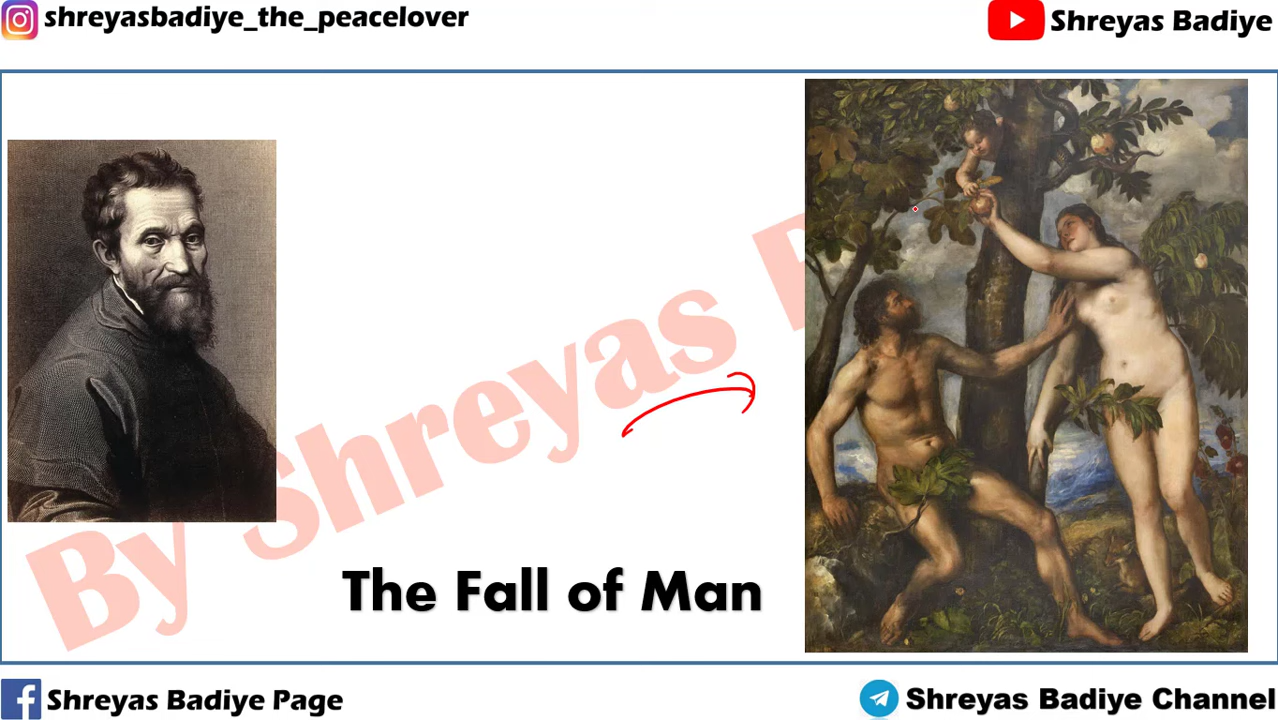 shreyasbadiye_the_peacelover
Shreyas Badiye
By Shreyas B
The Fall of Man
Shreyas Badiye Page
Shreyas Badiye Channel